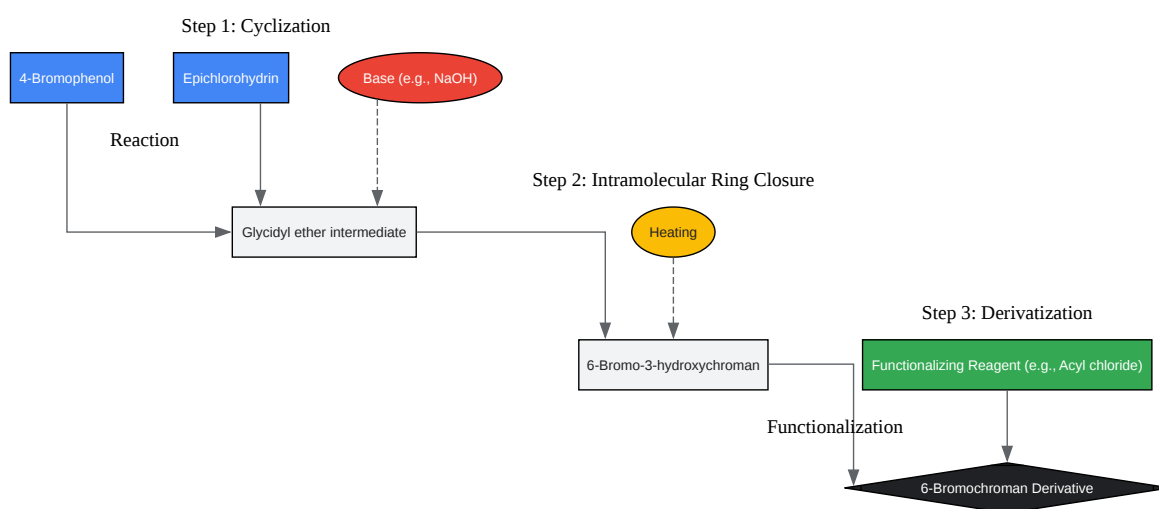 Step 1: Cyclization
4-Bromophenol
Epichlorohydrin
Base (e.g., NaOH)
Reaction
Step 2: Intramolecular Ring Closure
Glycidyl ether intermediate
Heating
Step 3: Derivatization
6-Bromo-3-hydroxychroman
Functionalizing Reagent (e.g., Acyl chloride)
Functionalization
6-Bromochroman Derivative